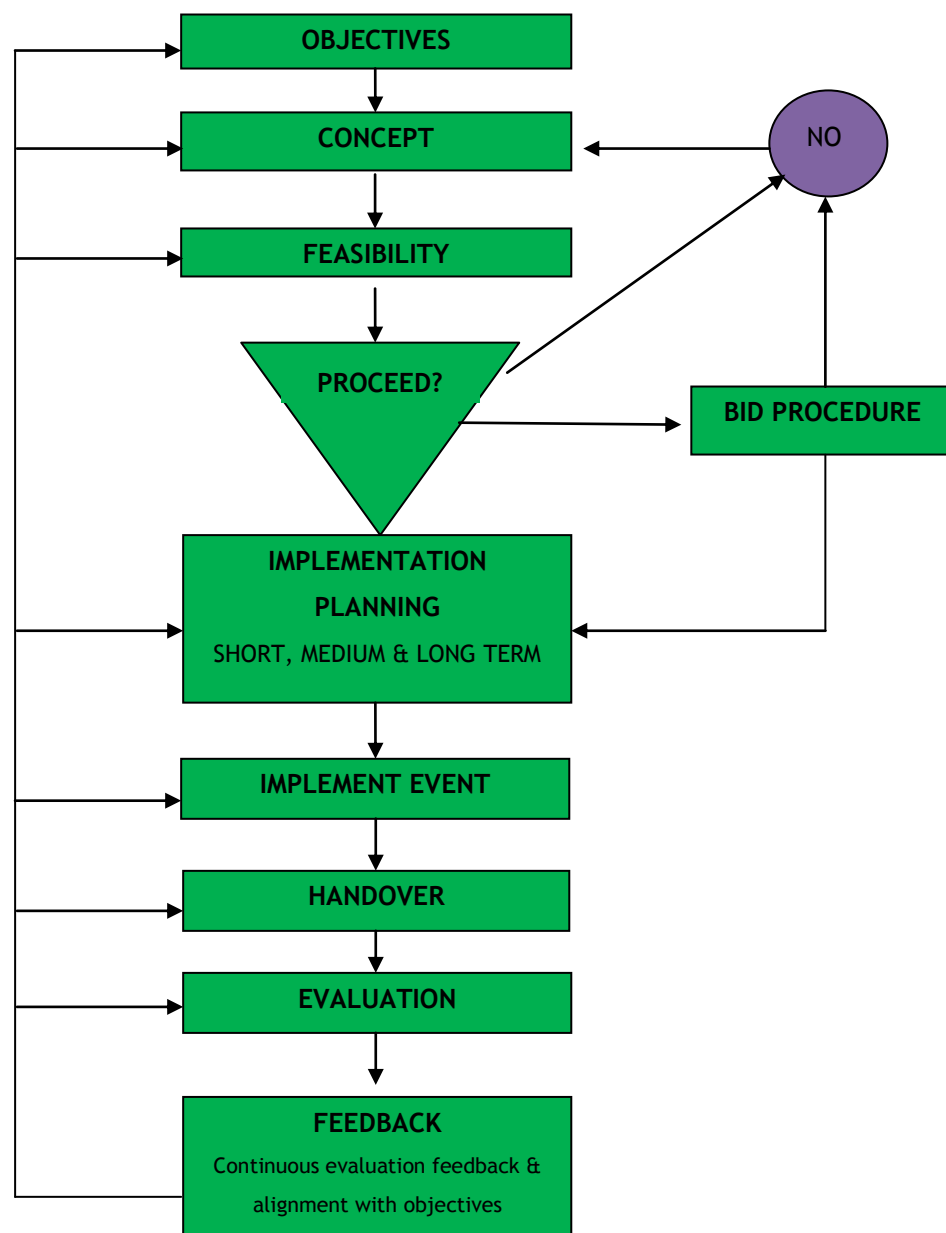 OBJECTIVES
CONCEPT
NO
FEASIBILITY
PROCEED?
BID PROCEDURE
IMPLEMENTATION
PLANNING
SHORT, MEDIUM & LONG TERM
IMPLEMENT EVENT
HANDOVER
EVALUATION
FEEDBACK
Continuous evaluation feedback &
alignment with objectives